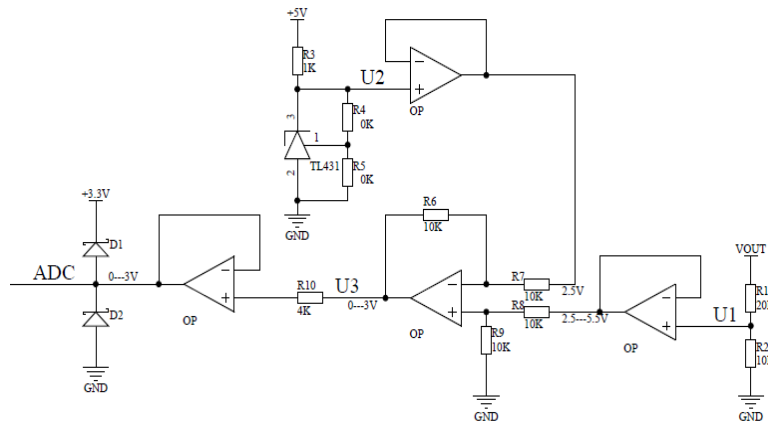 +5V
R3
1K
U2
3
R4
0K
OP
1
TL431
R5
0K
2
+3.3V
GND
R6
10K
VOUT
D1
ADC
0---3V
U3
R7
R10
0---3V
10K
2.5V
R1
20K
4K
R8
U1
D2
10K
2.5---5.5V
OP
R9
10K
OP
OP
R2
10K
GND
GND
GND